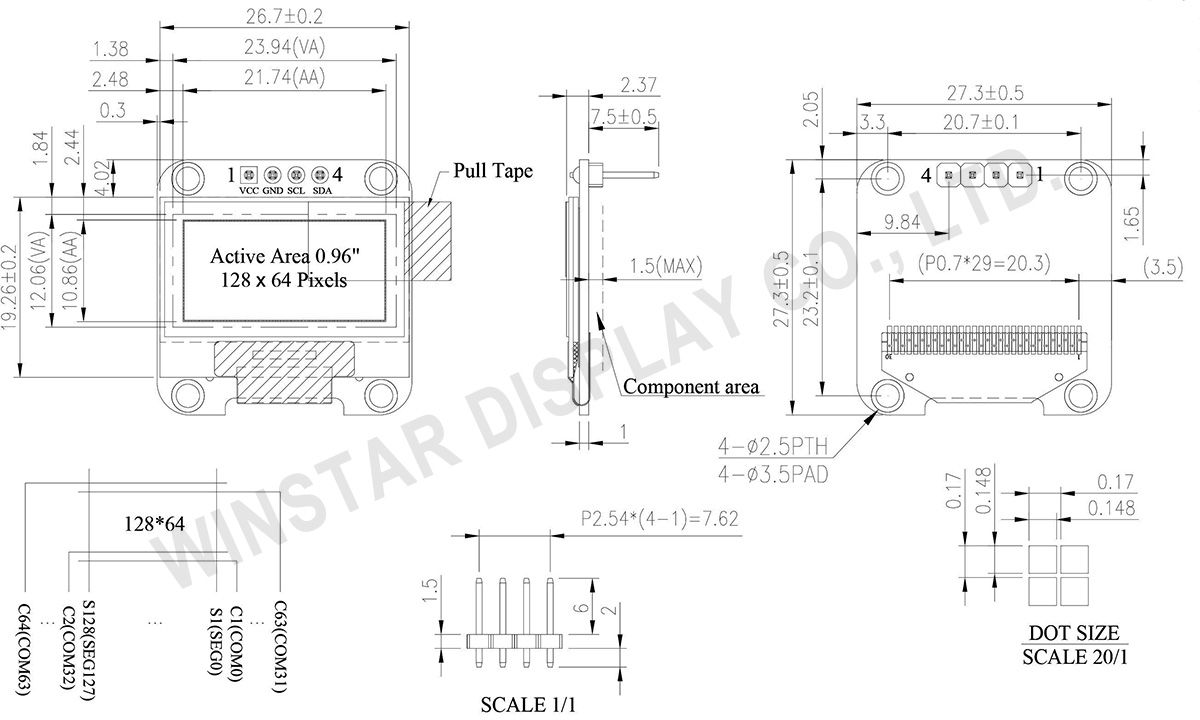 26.7±0.2
23.94(VA)
21.74(AA)
1.38
2.48
0.3
1.84
2.44
4.02
19.26±0.2
12.06(VA)
10.86(AA)
1
4
VCC GND SCL SDA
Pull Tape
Active Area 0.96"
128 x 64 Pixels
2.37
7.5±0.5
1.5(MAX)
Component area
1
27.3±0.5
20.7±0.1
3.3
2.05
4
1
9.84
1.65
(P0.7*29=20.3)
(3.5)
27.3±0.5
23.2±0.1
30
1
4-ø2.5PTH
4-ø3.5PAD
WINSTAR DISPLAY CO., LTD.
128*64
C64(COM63)
...
C2(COM32)
S128(SEG127)
...
S1(SEG0)
C1(COM0)
...
C63(COM31)
P2.54*(4-1)=7.62
1.5
6
2
SCALE 1/1
0.17
0.148
0.17
0.148
DOT SIZE
SCALE 20/1